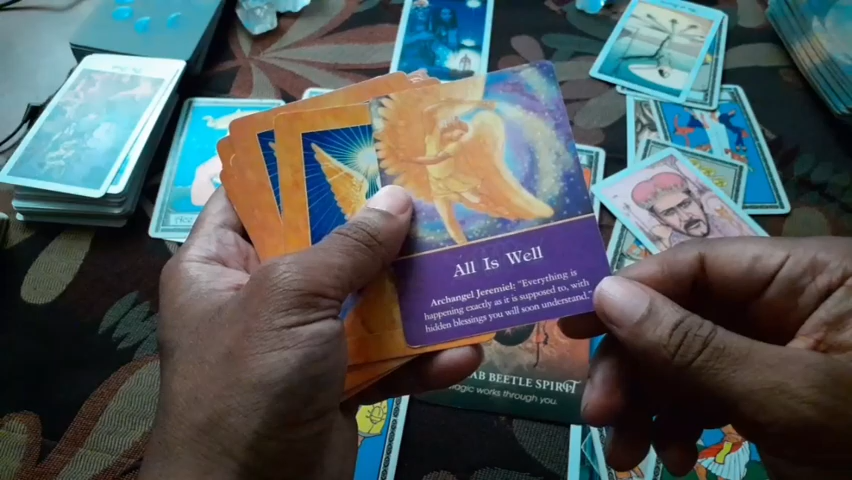 All Is Well
Archangel Jeremiel: "Everything is
happening exactly as it is supposed to, with
hidden blessings you will soon understand."
AB BEETLE SPIRIT
magic works through you.